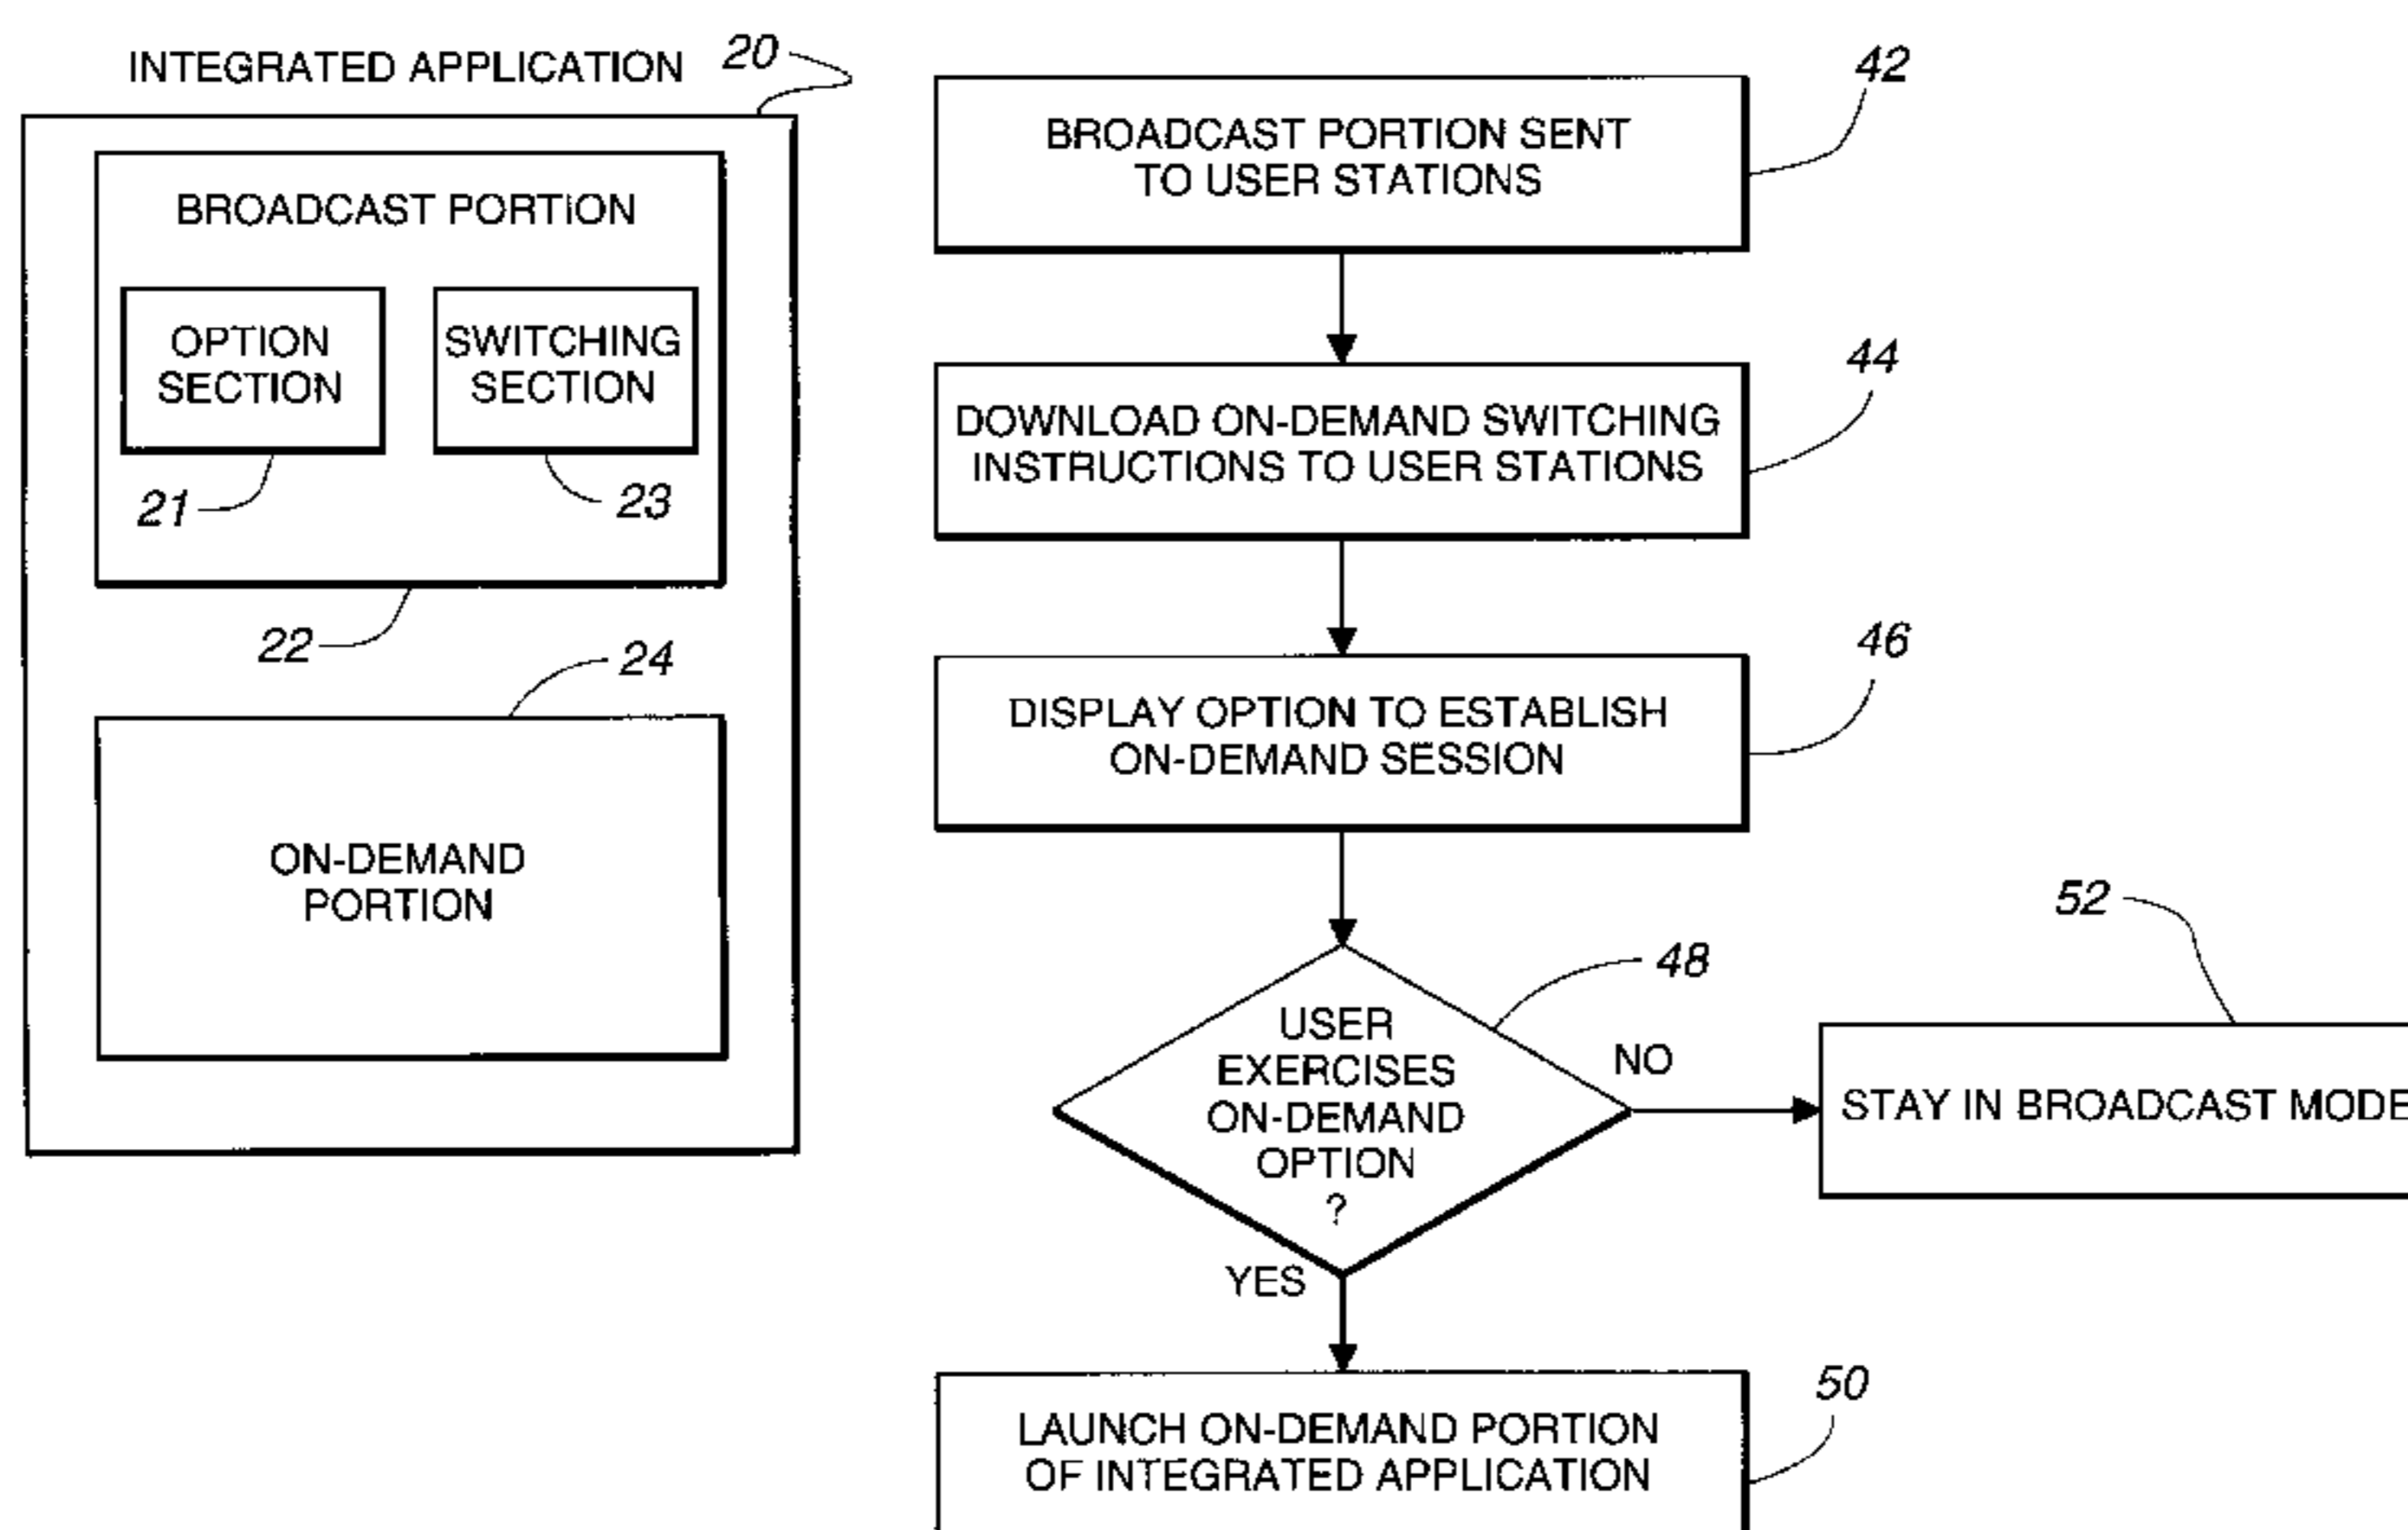 INTEGRATED APPLICATION
20
BROADCAST PORTION
OPTION
SECTION
SWITCHING
SECTION
21
23
22
24
ON-DEMAND
PORTION
42
BROADCAST PORTION SENT
TO USER STATIONS
44
DOWNLOAD ON-DEMAND SWITCHING
INSTRUCTIONS TO USER STATIONS
46
DISPLAY OPTION TO ESTABLISH
ON-DEMAND SESSION
48
USER
EXERCISES
ON-DEMAND
OPTION
?
NO
52
STAY IN BROADCAST MODE
YES
50
LAUNCH ON-DEMAND PORTION
OF INTEGRATED APPLICATION